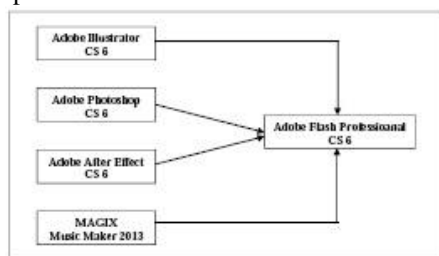 Adobe Illustrator
CS 6
Adobe Photoshop
CS 6
Adobe After Effect
CS 6
MAGIX
Music Maker 2013
Adobe Flash Professioanal
CS 6